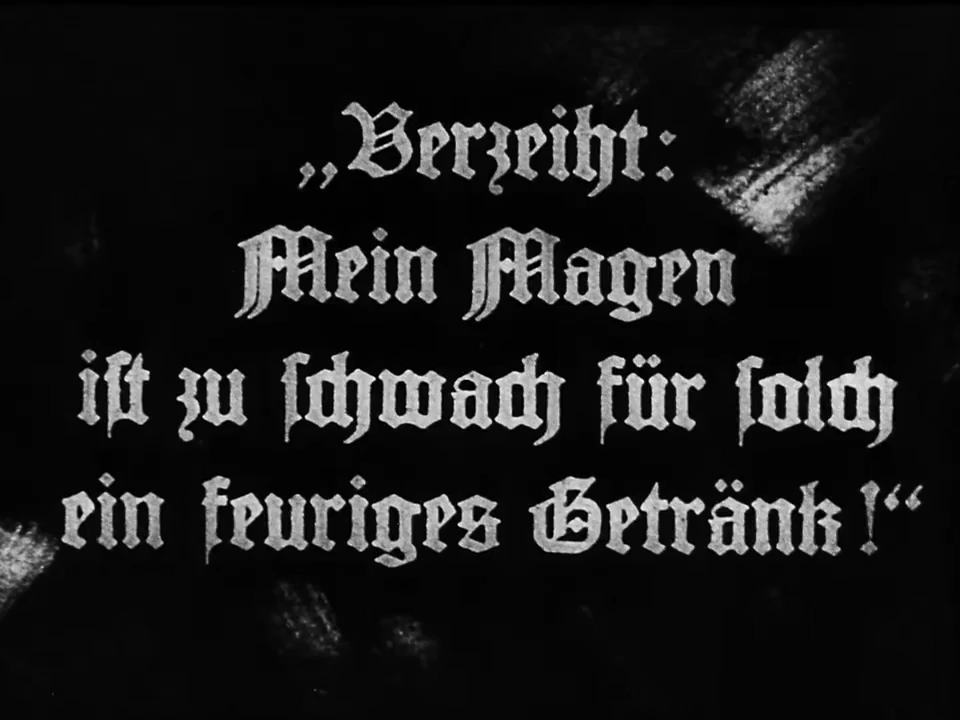 „Verzeiht:
Mein Magen
ist zu schwach für solch
ein feuriges Getränk!“